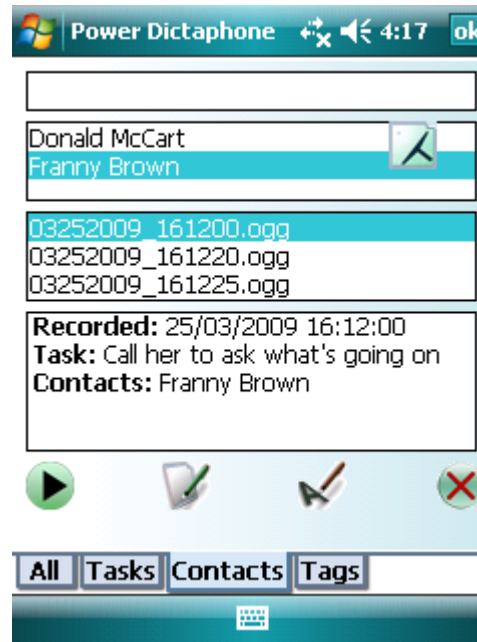 Power Dictaphone 4:17 ok
Donald McCart
Franny Brown
03252009_161200.ogg
03252009_161220.ogg
03252009_161225.ogg
Recorded: 25/03/2009 16:12:00
Task: Call her to ask what's going on
Contacts: Franny Brown
All Tasks Contacts Tags